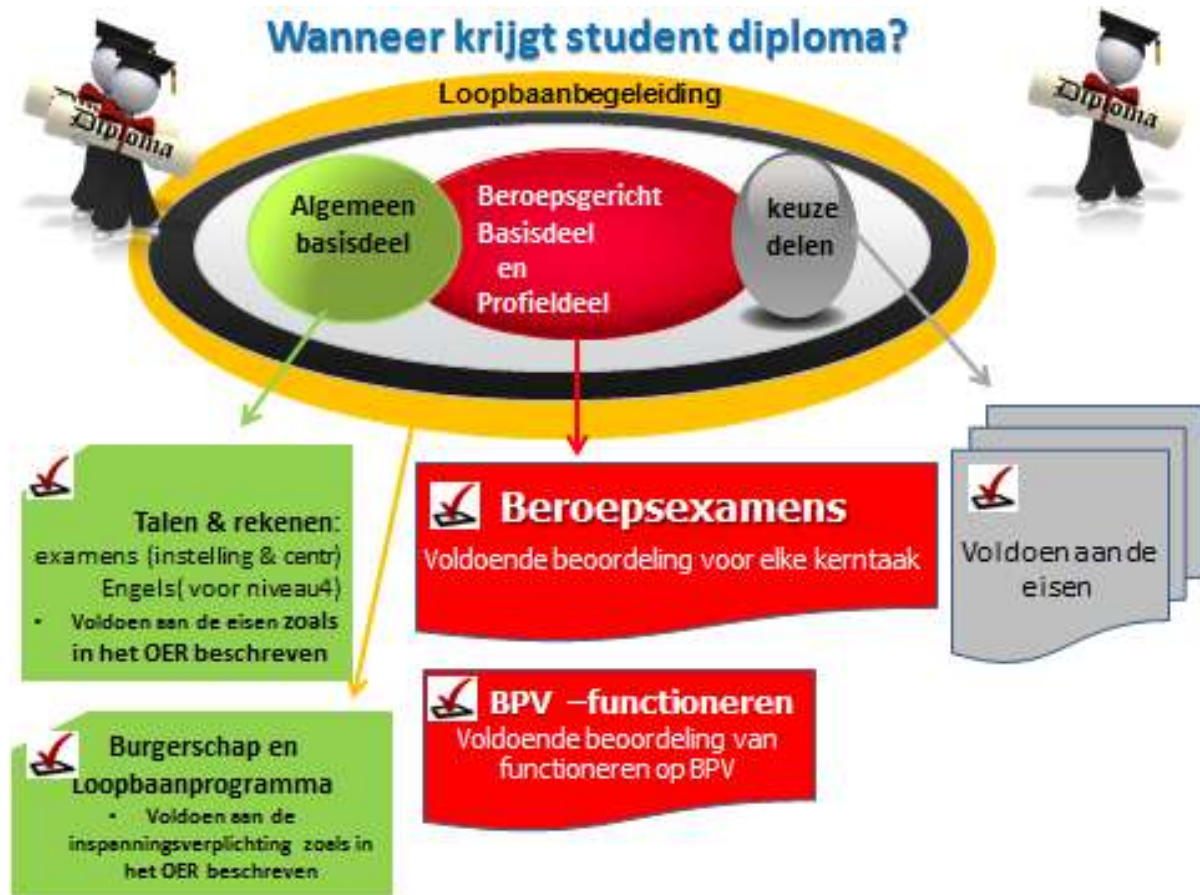 Wanneer krijgt student diploma?
Diploma
Diploma
Loopbaanbegeleiding
Algemeen
basisdeel
Beroepsgericht
Basisdeel
en
Profieldeel
keuze
delen
Talen & rekenen:
examens (instelling & centr)
Engels( voor niveau4)
• Voldoen aan de eisen zoals
in het OER beschreven
Beroepsexamens
Voldoende beoordeling voor elke kerntaak
Voldoen aan de
eisen
BPV –functioneren
Voldoende beoordeling van
functioneren op BPV
Burgerschap en
Loopbaanprogramma
• Voldoen aan de
inspanningsverplichting zoals in
het OER beschreven